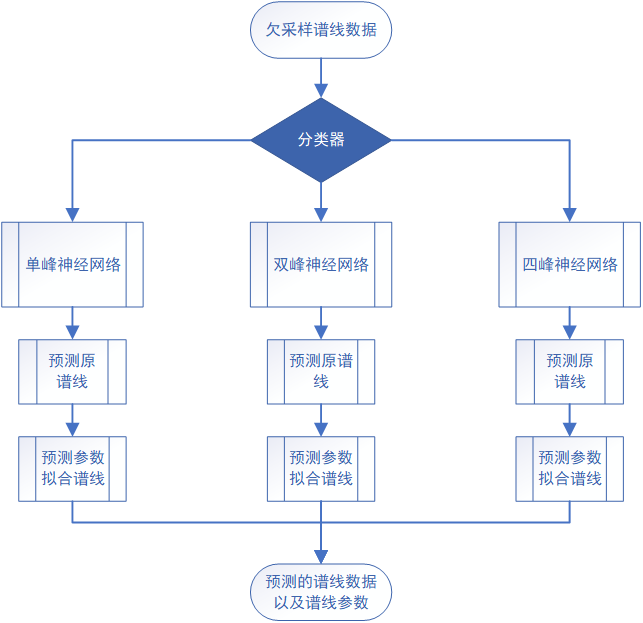 欠采样谱线数据
分类器
单峰神经网络
双峰神经网络
四峰神经网络
预测原
谱线
预测原谱
线
预测原
谱线
预测参数
拟合谱线
预测参数
拟合谱线
预测参数
拟合谱线
预测的谱线数据
以及谱线参数